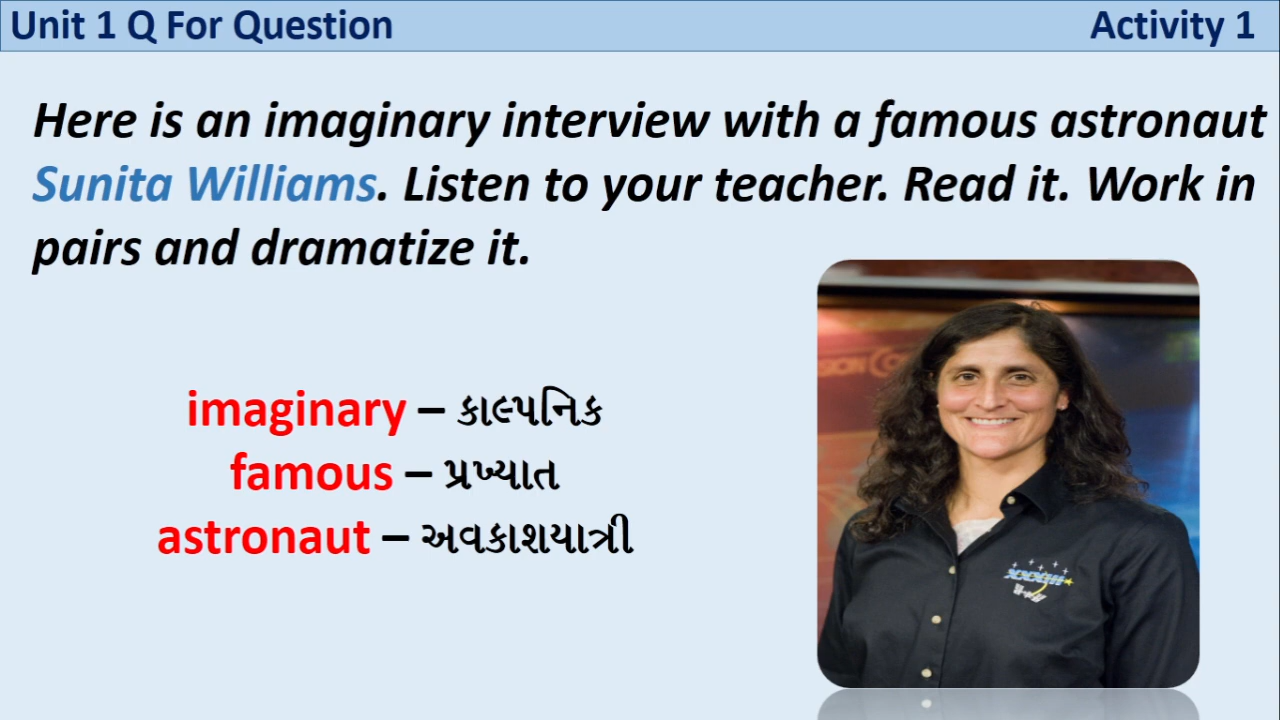 Unit 1 Q For Question Activity 1
Here is an imaginary interview with a famous astronaut
Sunita Williams. Listen to your teacher. Read it. Work in
pairs and dramatize it.
imaginary – કાલ્પનિક
famous – પ્રખ્યાત
astronaut – અવકાશયાત્રી